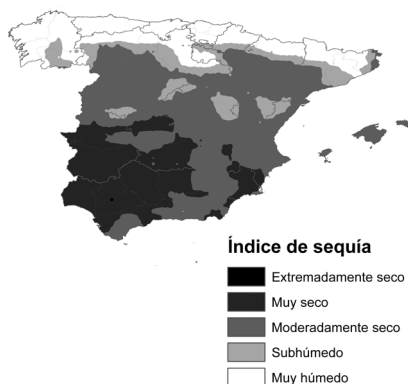 Índice de sequía
Extremadamente seco
Muy seco
Moderadamente seco
Subhúmedo
Muy húmedo